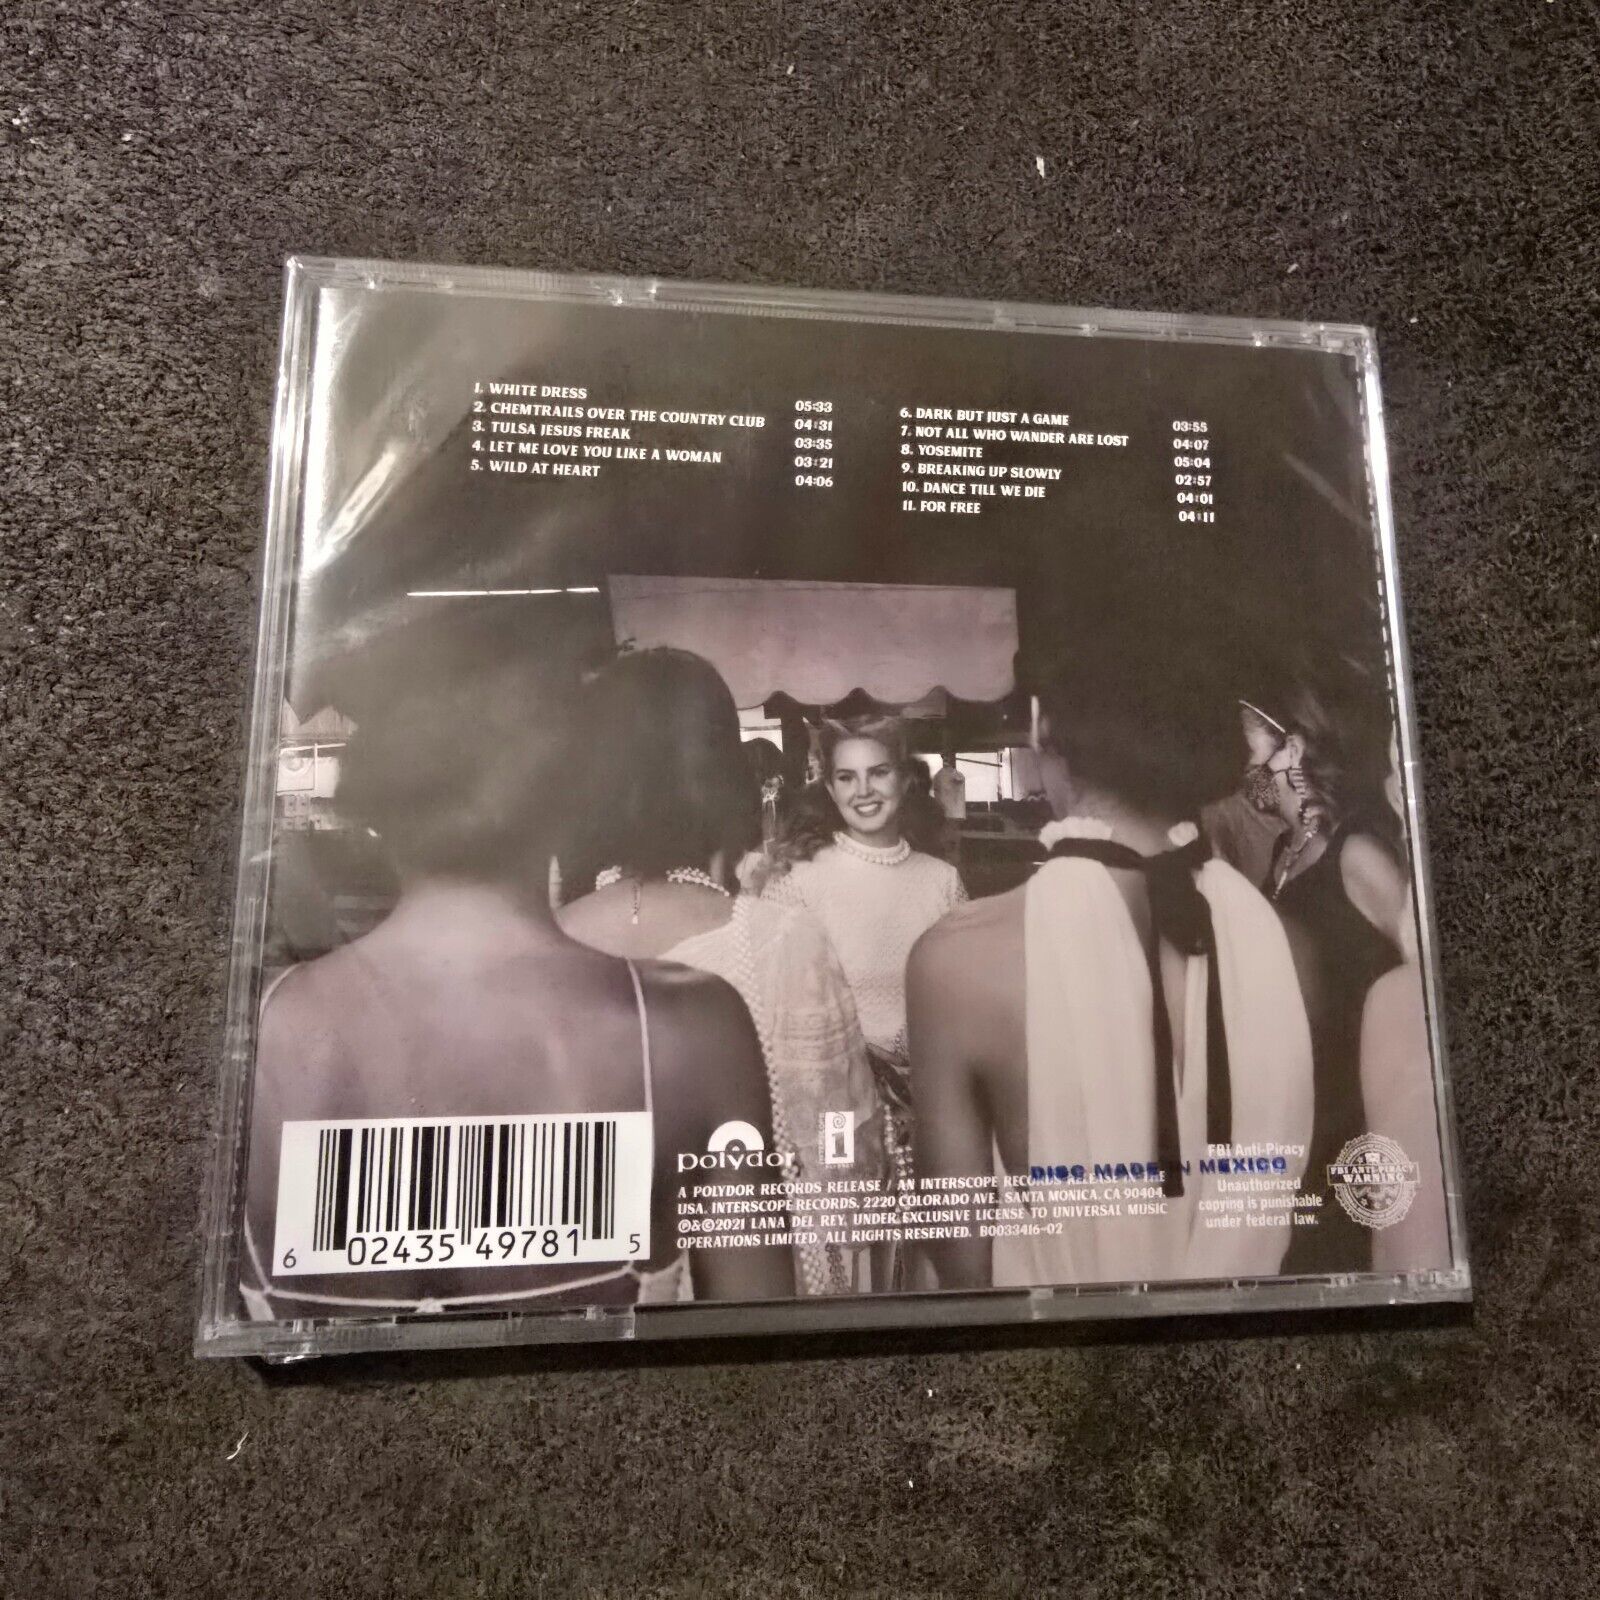 1. WHITE DRESS 05:33
2. CHEMTRAILS OVER THE COUNTRY CLUB 04:31
3. TULSA JESUS FREAK 03:35
4. LET ME LOVE YOU LIKE A WOMAN 03:21
5. WILD AT HEART 04:06
6. DARK BUT JUST A GAME 03:55
7. NOT ALL WHO WANDER ARE LOST 04:07
8. YOSEMITE 05:04
9. BREAKING UP SLOWLY 02:57
10. DANCE TILL WE DIE 04:01
11. FOR FREE 04:11
6 02435 49781 5
polydor
i
A POLYDOR RECORDS RELEASE / AN INTERSCOPE RECORDS RELEASE IN THE
USA. INTERSCOPE RECORDS, 2220 COLORADO AVE., SANTA MONICA, CA 90404.
℗&©2021 LANA DEL REY, UNDER EXCLUSIVE LICENSE TO UNIVERSAL MUSIC
OPERATIONS LIMITED. ALL RIGHTS RESERVED. B0033416-02
DISC MADE IN MEXICO
FBI Anti-Piracy
Unauthorized
copying is punishable
under federal law.
FBI ANTI-PIRACY
WARNING